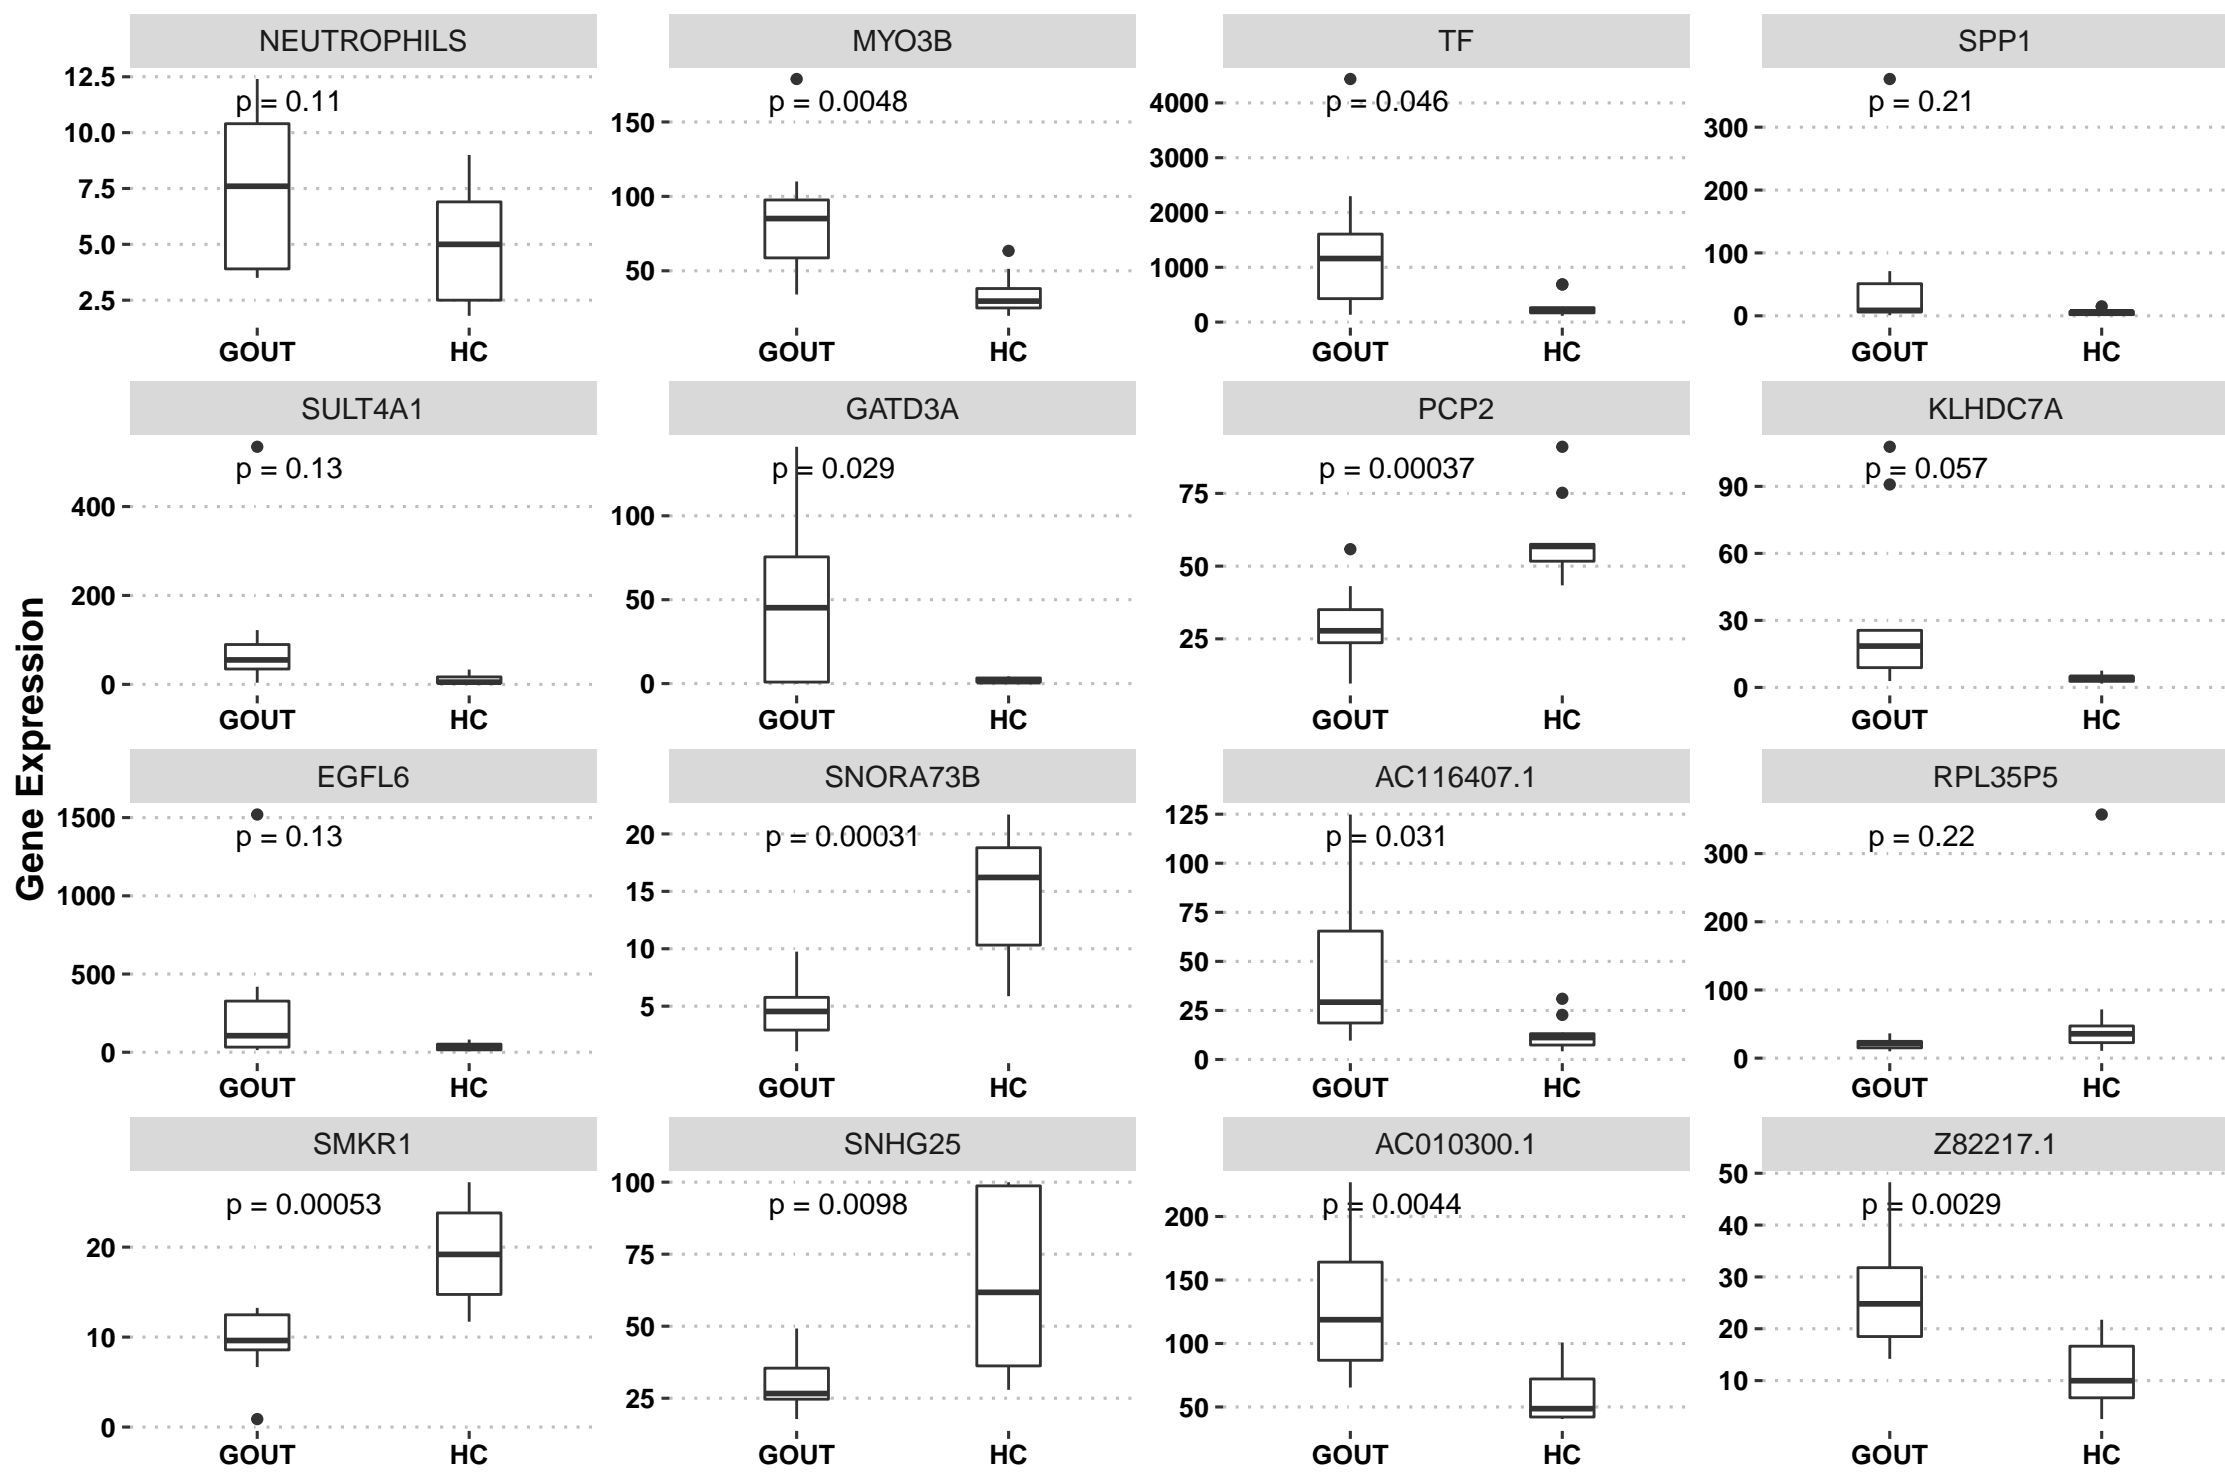 Gene Expression
NEUTROPHILS
12.5
10.0
7.5
5.0
2.5
p = 0.11
GOUT HC
MYO3B
150
100
50
p = 0.0048
GOUT HC
TF
4000
3000
2000
1000
0
p = 0.046
GOUT HC
SPP1
300
200
100
0
p = 0.21
GOUT HC
SULT4A1
400
200
0
p = 0.13
GOUT HC
GATD3A
100
50
0
p = 0.029
GOUT HC
PCP2
75
50
25
p = 0.00037
GOUT HC
KLHDC7A
90
60
30
0
p = 0.057
GOUT HC
EGFL6
1500
1000
500
0
p = 0.13
GOUT HC
SNORA73B
20
15
10
5
p = 0.00031
GOUT HC
AC116407.1
125
100
75
50
25
0
p = 0.031
GOUT HC
RPL35P5
300
200
100
0
p = 0.22
GOUT HC
SMKR1
20
10
0
p = 0.00053
GOUT HC
SNHG25
100
75
50
25
p = 0.0098
GOUT HC
AC010300.1
200
150
100
50
p = 0.0044
GOUT HC
Z82217.1
50
40
30
20
10
p = 0.0029
GOUT HC